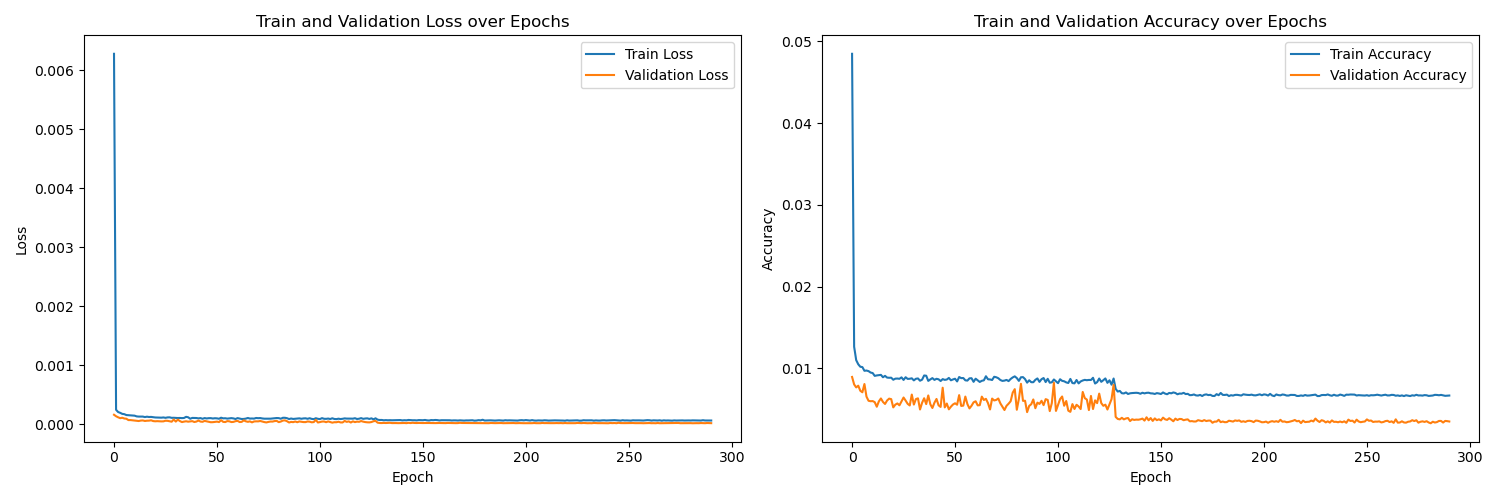 Train and Validation Loss over Epochs
Train Loss
Validation Loss
0.006
0.005
0.004
0.003
0.002
0.001
0.000
Loss
0
50
100
150
200
250
300
Epoch
Train and Validation Accuracy over Epochs
Train Accuracy
Validation Accuracy
0.05
0.04
0.03
0.02
0.01
Accuracy
0
50
100
150
200
250
300
Epoch